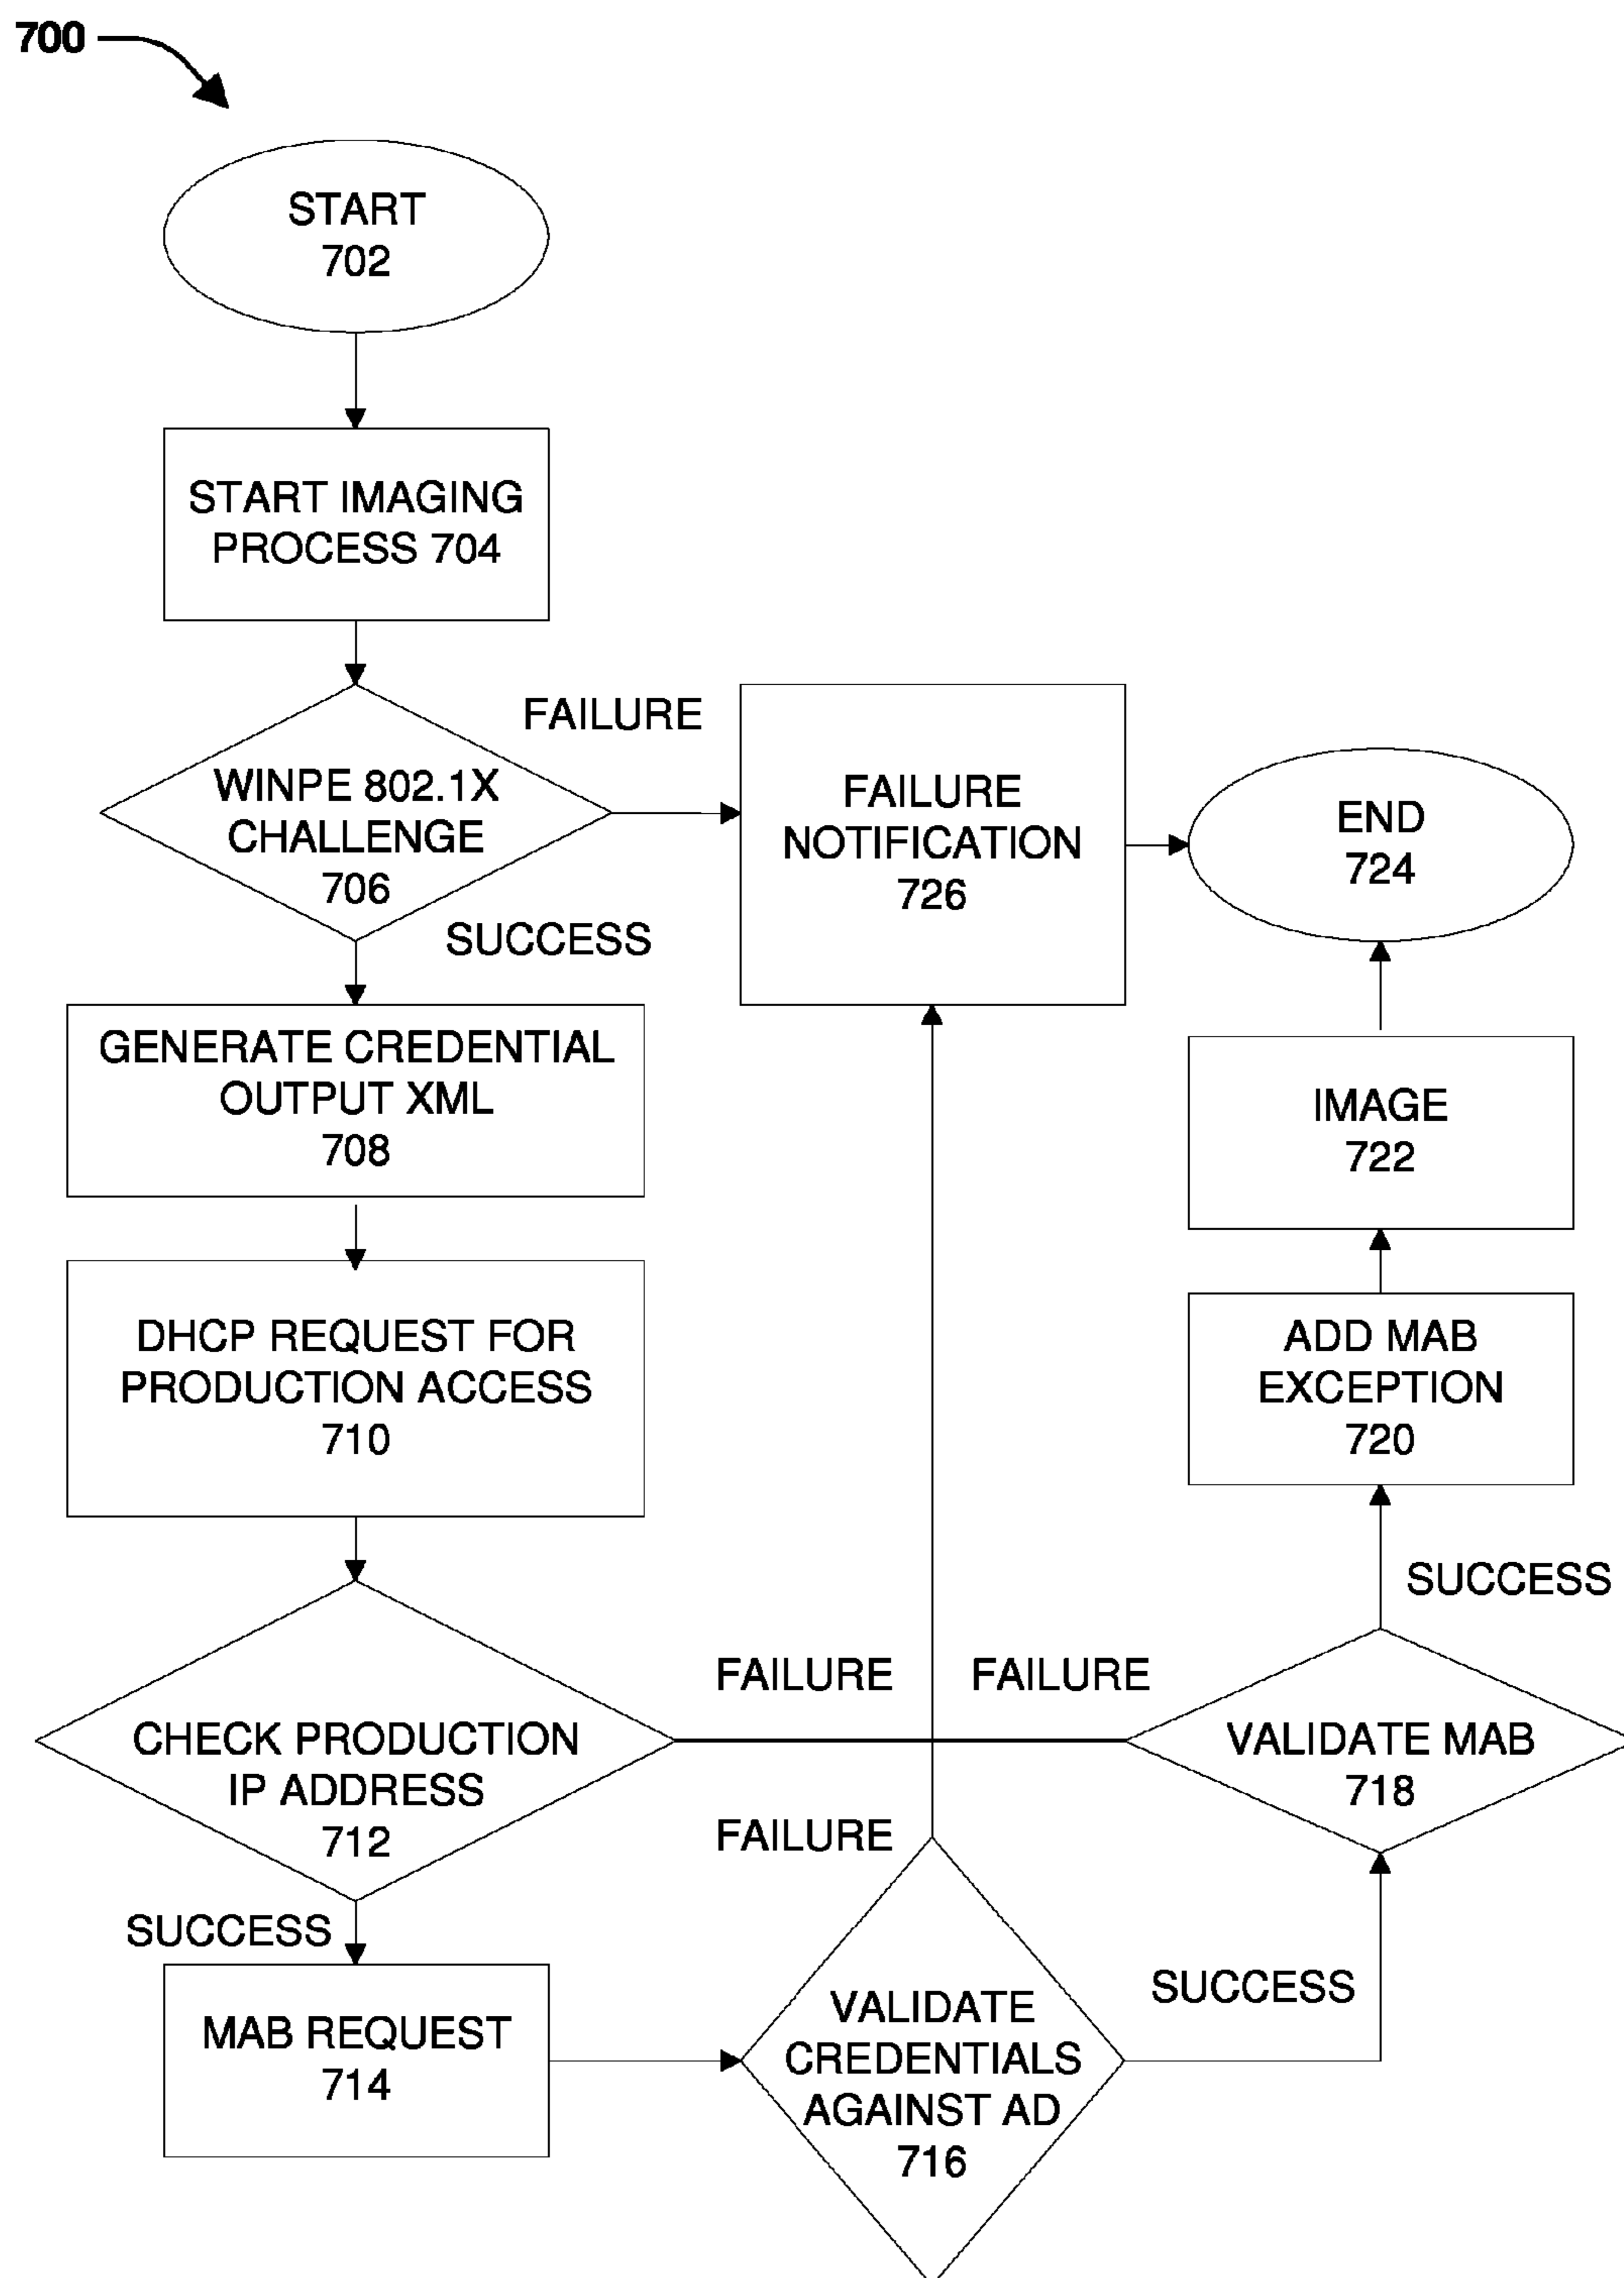 700
START
702
START IMAGING
PROCESS 704
WINPE 802.1X
CHALLENGE
706
FAILURE
SUCCESS
FAILURE
NOTIFICATION
726
END
724
GENERATE CREDENTIAL
OUTPUT XML
708
DHCP REQUEST FOR
PRODUCTION ACCESS
710
IMAGE
722
ADD MAB
EXCEPTION
720
SUCCESS
CHECK PRODUCTION
IP ADDRESS
712
FAILURE
FAILURE
VALIDATE MAB
718
FAILURE
SUCCESS
MAB REQUEST
714
VALIDATE
CREDENTIALS
AGAINST AD
716
SUCCESS